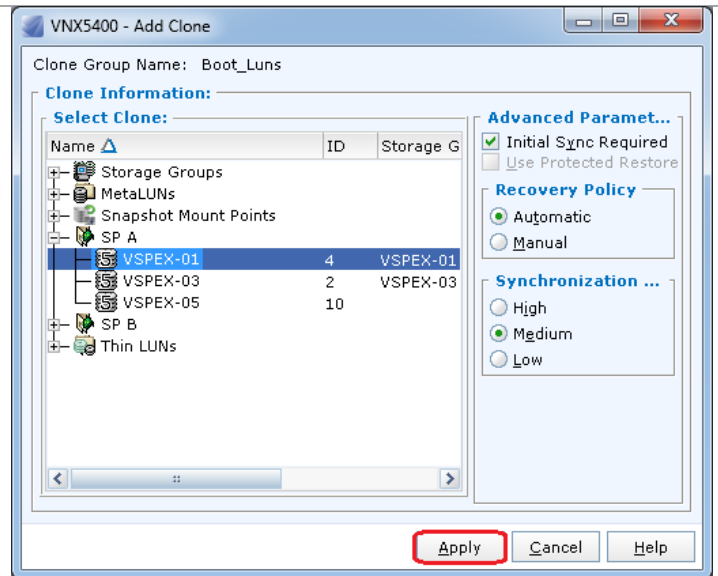 VNX5400 - Add Clone
Clone Group Name: Boot_Luns
Clone Information:
Select Clone:
Name ID Storage G
Storage Groups
MetaLUNs
Snapshot Mount Points
SP A
VSPEX-01 4 VSPEX-01
VSPEX-03 2 VSPEX-03
VSPEX-05 10
SP B
Thin LUNs
Advanced Paramet...
Initial Sync Required
Use Protected Restore
Recovery Policy
Automatic
Manual
Synchronization ...
High
Medium
Low
Apply Cancel Help